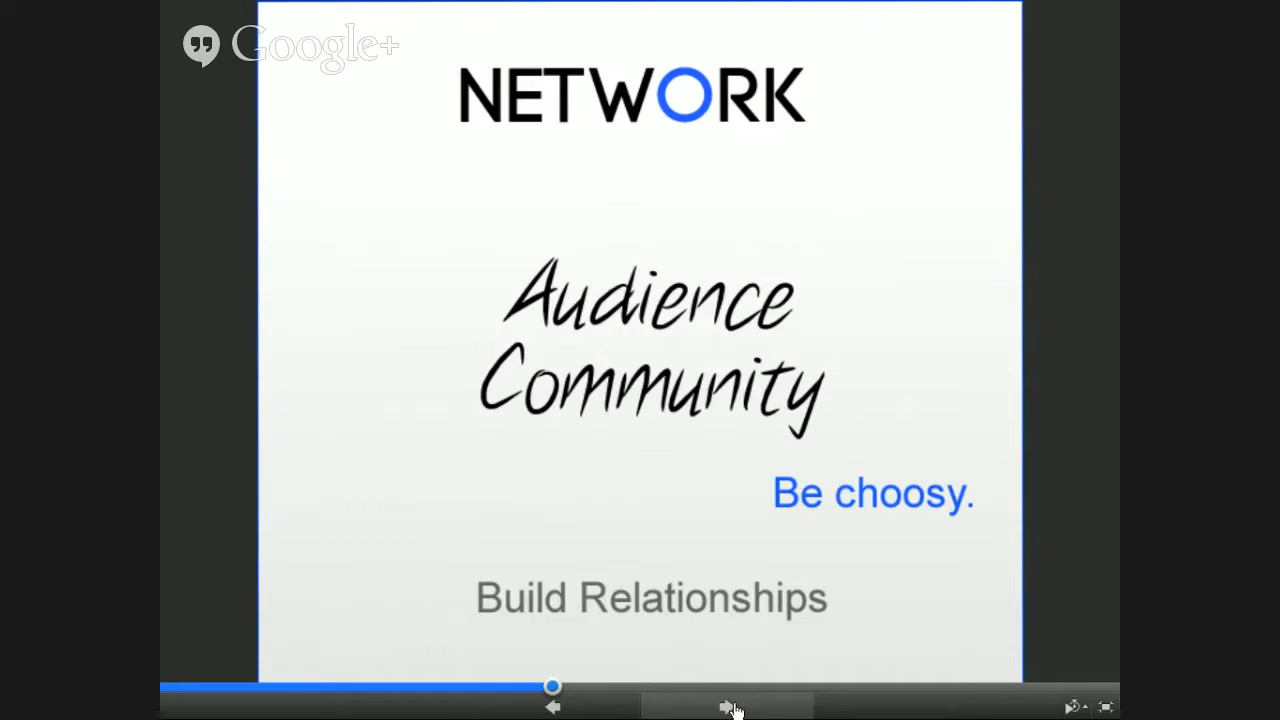 Google+
NETWORK
Audience
Community
Be choosy.
Build Relationships